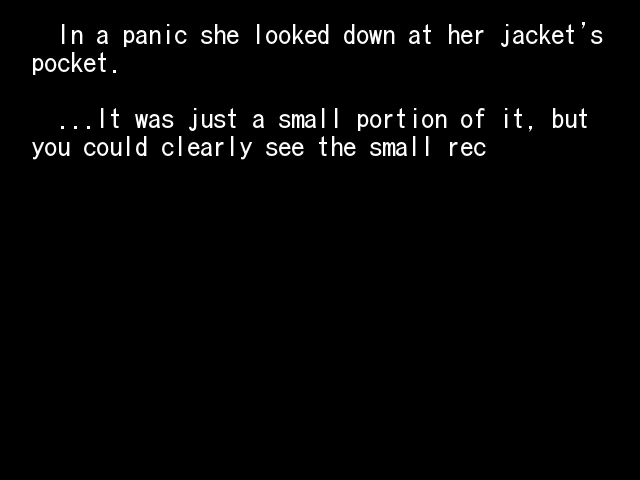 In a panic she looked down at her jacket's
pocket.
...It was just a small portion of it, but
you could clearly see the small rec